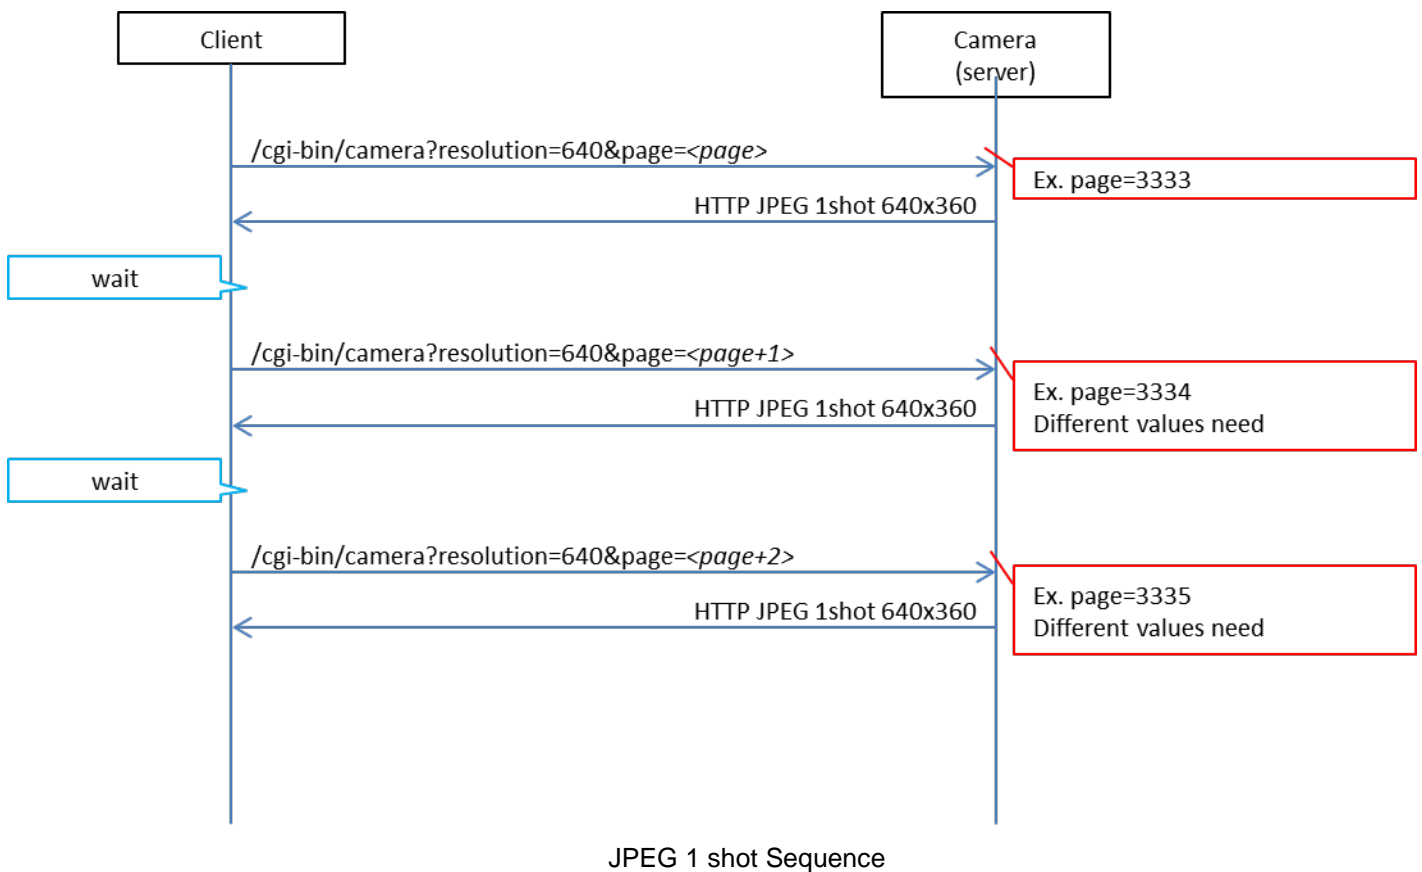 Client
Camera
(server)
/cgi-bin/camera?resolution=640&page=<page>
Ex. page=3333
HTTP JPEG 1shot 640x360
wait
/cgi-bin/camera?resolution=640&page=<page+1>
Ex. page=3334
Different values need
HTTP JPEG 1shot 640x360
wait
/cgi-bin/camera?resolution=640&page=<page+2>
Ex. page=3335
Different values need
HTTP JPEG 1shot 640x360
JPEG 1 shot Sequence